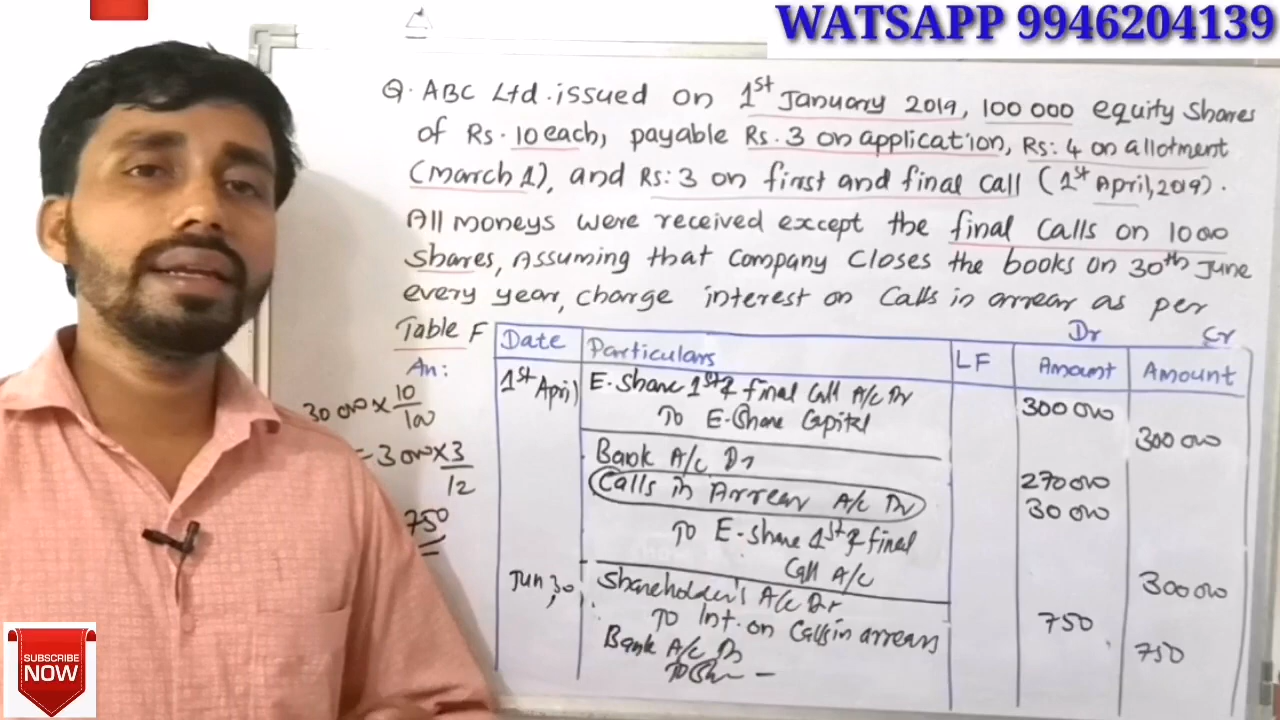 WATSAPP 9946204139
Q. ABC Ltd. issued on 1st January 2019, 100 000 equity shares
of Rs. 10 each, payable Rs. 3 on application, Rs: 4 on allotment
(March 1), and Rs: 3 on first and final call (1st April, 2019).
All moneys were received except the final calls on 1000
shares, Assuming that company closes the books on 30th June
every year, charge interest on Calls in arrear as per
Table F
An:
30 000 × 10/100
= 3000 × 3/12
750
Dr Cr
Date Particulars LF Amount Amount
1st April E. Share 1st & final Call A/c Dr 300 000
To E-Share Capital 300 000
Bank A/c Dr 270 000
Calls in Arrear A/c Dr 30 000
To E-share 1st & final
Call A/c 300 000
Jun, 30 Shareholder's A/c Dr 750
To Int. on Calls in arrears 750
Bank A/c Dr
To
SUBSCRIBE
NOW